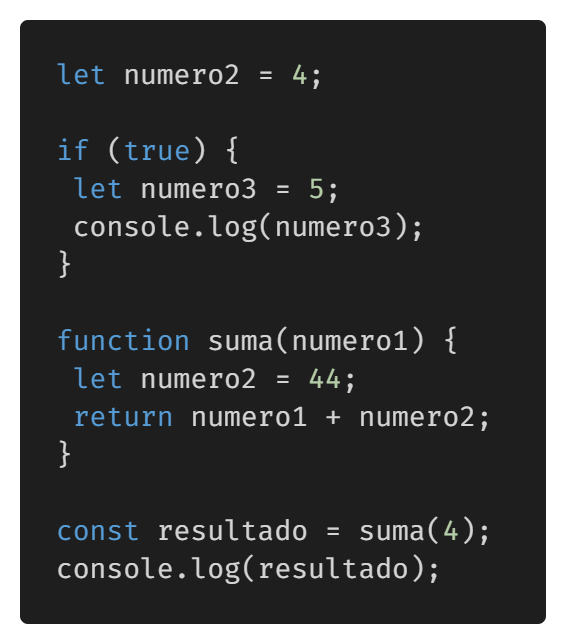 let numero2 = 4;

if (true) {
 let numero3 = 5;
 console.log(numero3);
}

function suma(numero1) {
 let numero2 = 44;
 return numero1 + numero2;
}

const resultado = suma(4);
console.log(resultado);